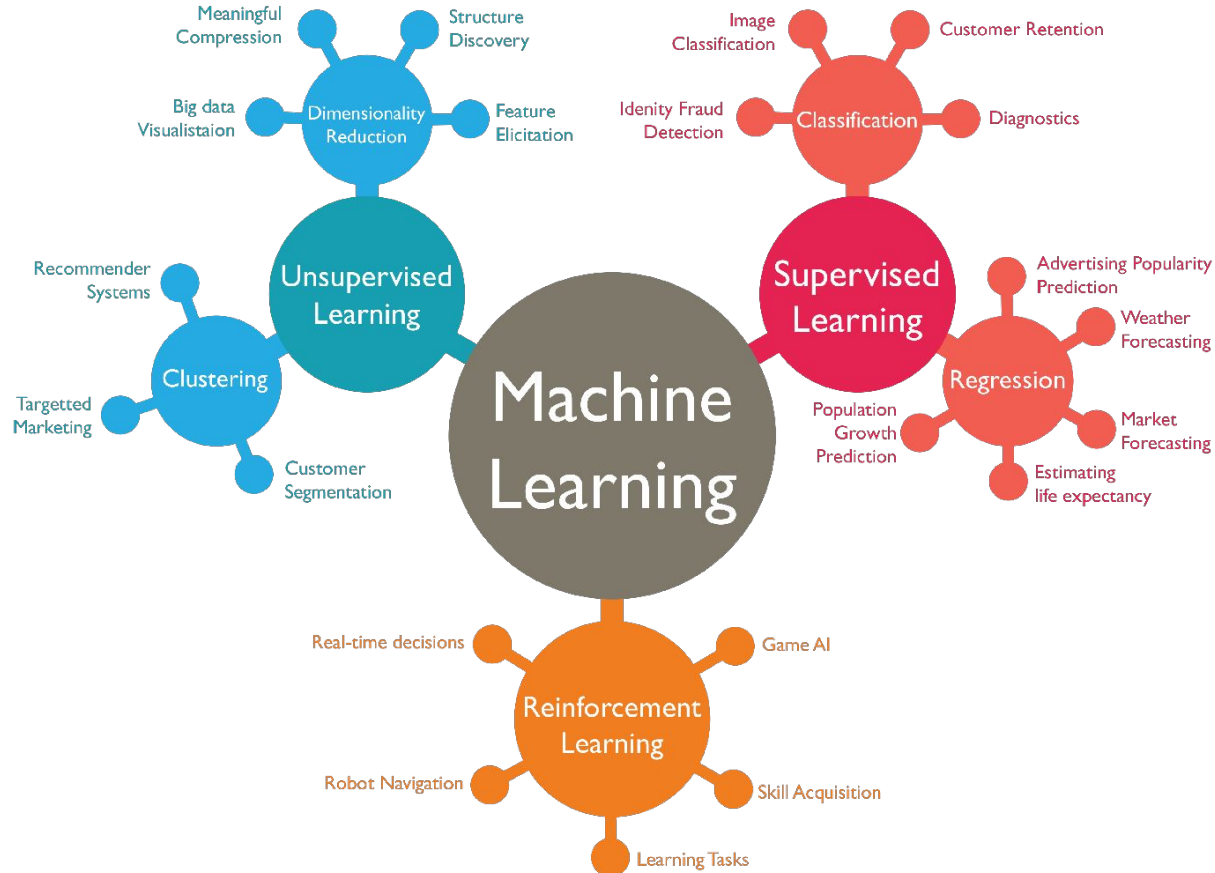 Meaningful
Compression
Structure
Discovery
Big data
Visualistaion
Dimensionality
Reduction
Feature
Elicitation
Image
Classification
Customer Retention
Idenity Fraud
Detection
Classification
Diagnostics
Recommender
Systems
Unsupervised
Learning
Clustering
Targetted
Marketing
Customer
Segmentation
Machine
Learning
Supervised
Learning
Advertising Popularity
Prediction
Weather
Forecasting
Regression
Population
Growth
Prediction
Market
Forecasting
Estimating
life expectancy
Real-time decisions
Game AI
Reinforcement
Learning
Robot Navigation
Skill Acquisition
Learning Tasks